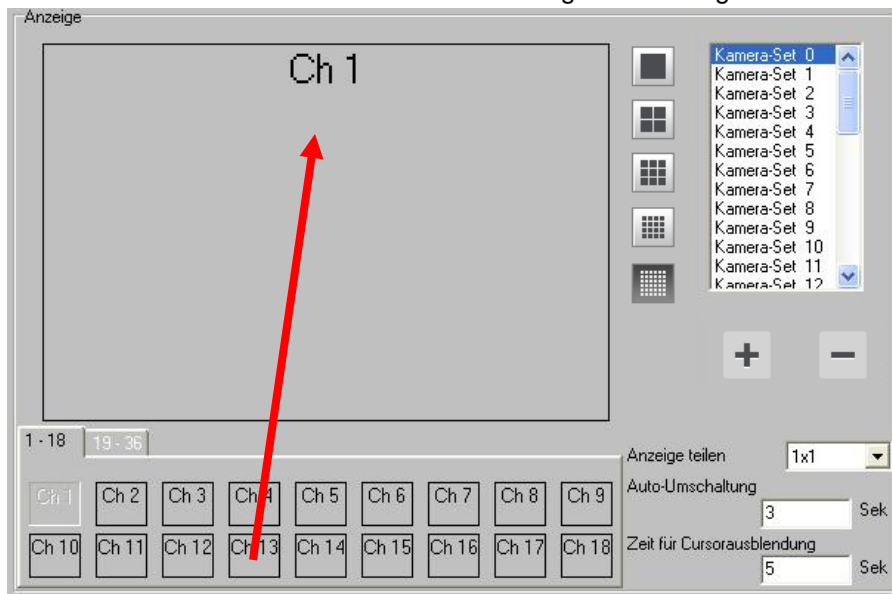 Anzeige
Ch 1
Kamera-Set 0
Kamera-Set 1
Kamera-Set 2
Kamera-Set 3
Kamera-Set 4
Kamera-Set 5
Kamera-Set 6
Kamera-Set 7
Kamera-Set 8
Kamera-Set 9
Kamera-Set 10
Kamera-Set 11
Kamera-Set 12
1 - 18 19 - 36
Ch 1 Ch 2 Ch 3 Ch 4 Ch 5 Ch 6 Ch 7 Ch 8 Ch 9
Ch 10 Ch 11 Ch 12 Ch 13 Ch 14 Ch 15 Ch 16 Ch 17 Ch 18
Anzeige teilen 1x1
Auto-Umschaltung
3 Sek
Zeit für Cursorausblendung
5 Sek